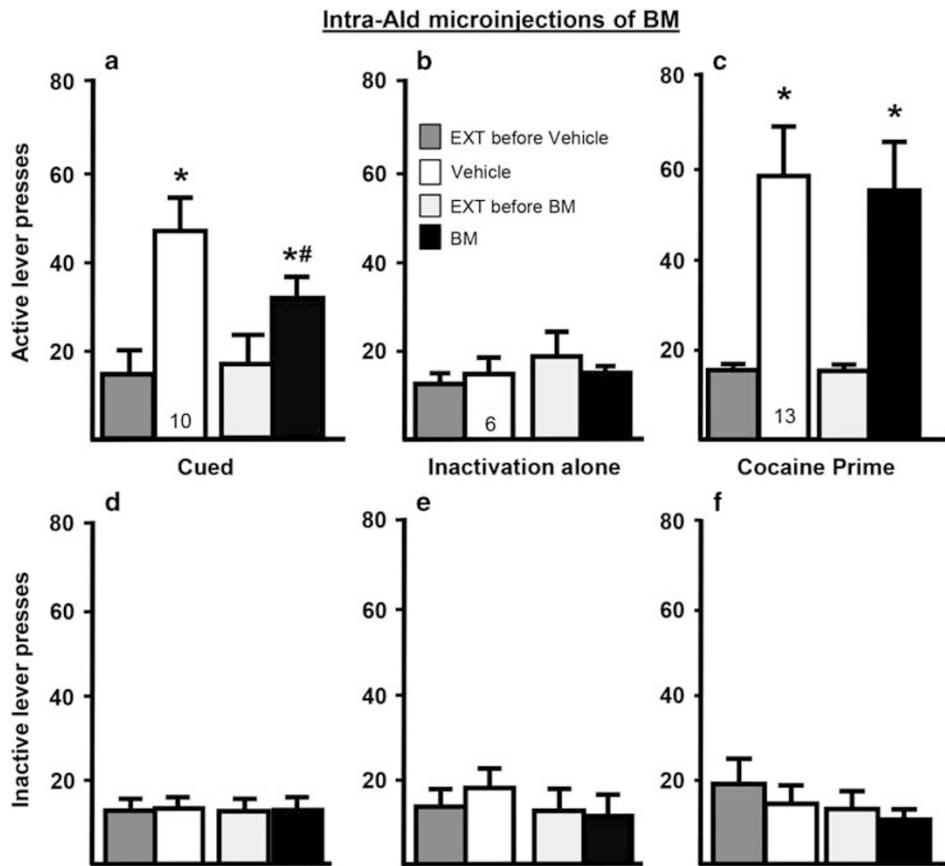 Intra-AId microinjections of BM
a
b
c
Active lever presses
80
60
40
20
*
*#
10
Cued
80
60
40
20
EXT before Vehicle
Vehicle
EXT before BM
BM
6
Inactivation alone
80
60
40
20
*
*
13
Cocaine Prime
d
e
f
Inactive lever presses
80
60
40
20
80
60
40
20
80
60
40
20